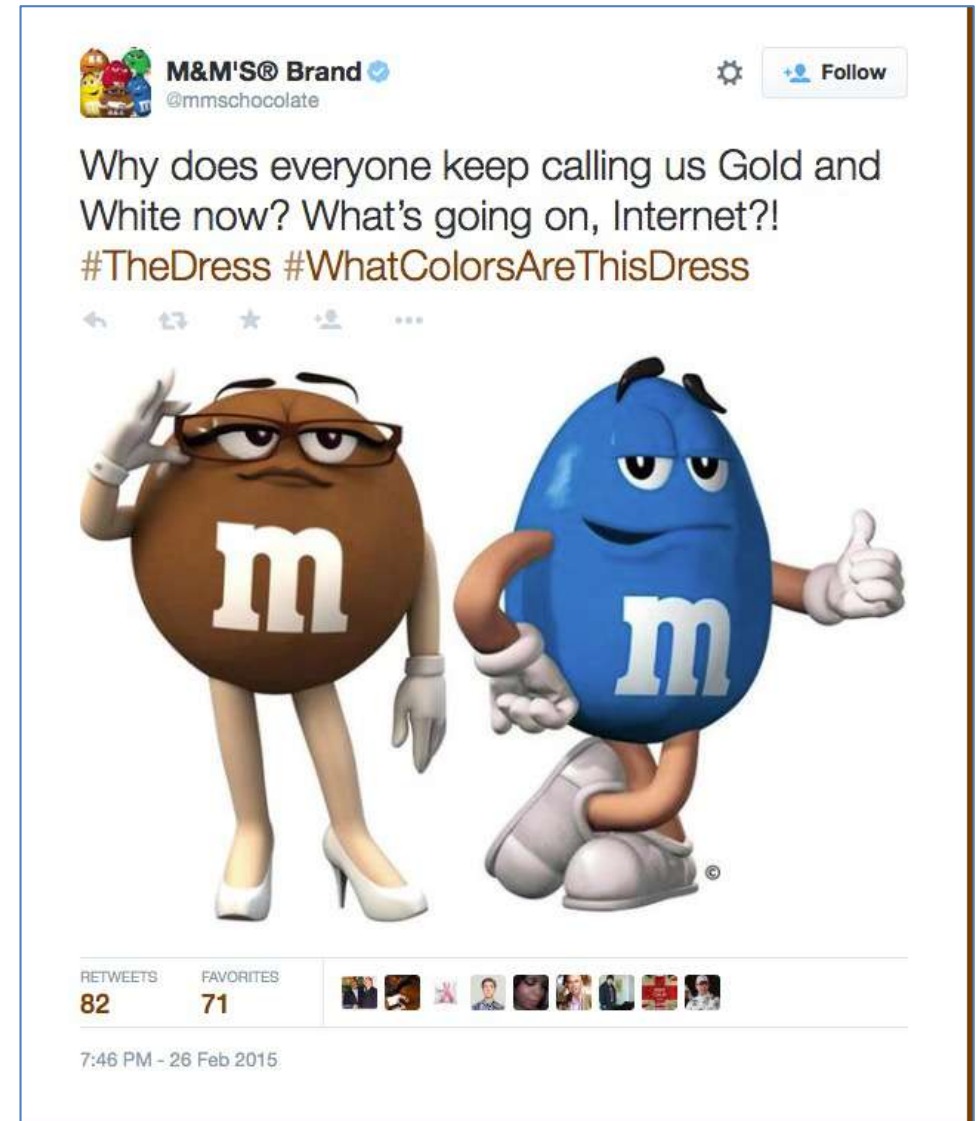 M&M'S® Brand
@mmschocolate
Follow
Why does everyone keep calling us Gold and
White now? What's going on, Internet?!
#TheDress #WhatColorsAreThisDress
m
m
©
RETWEETS FAVORITES
82 71
7:46 PM - 26 Feb 2015